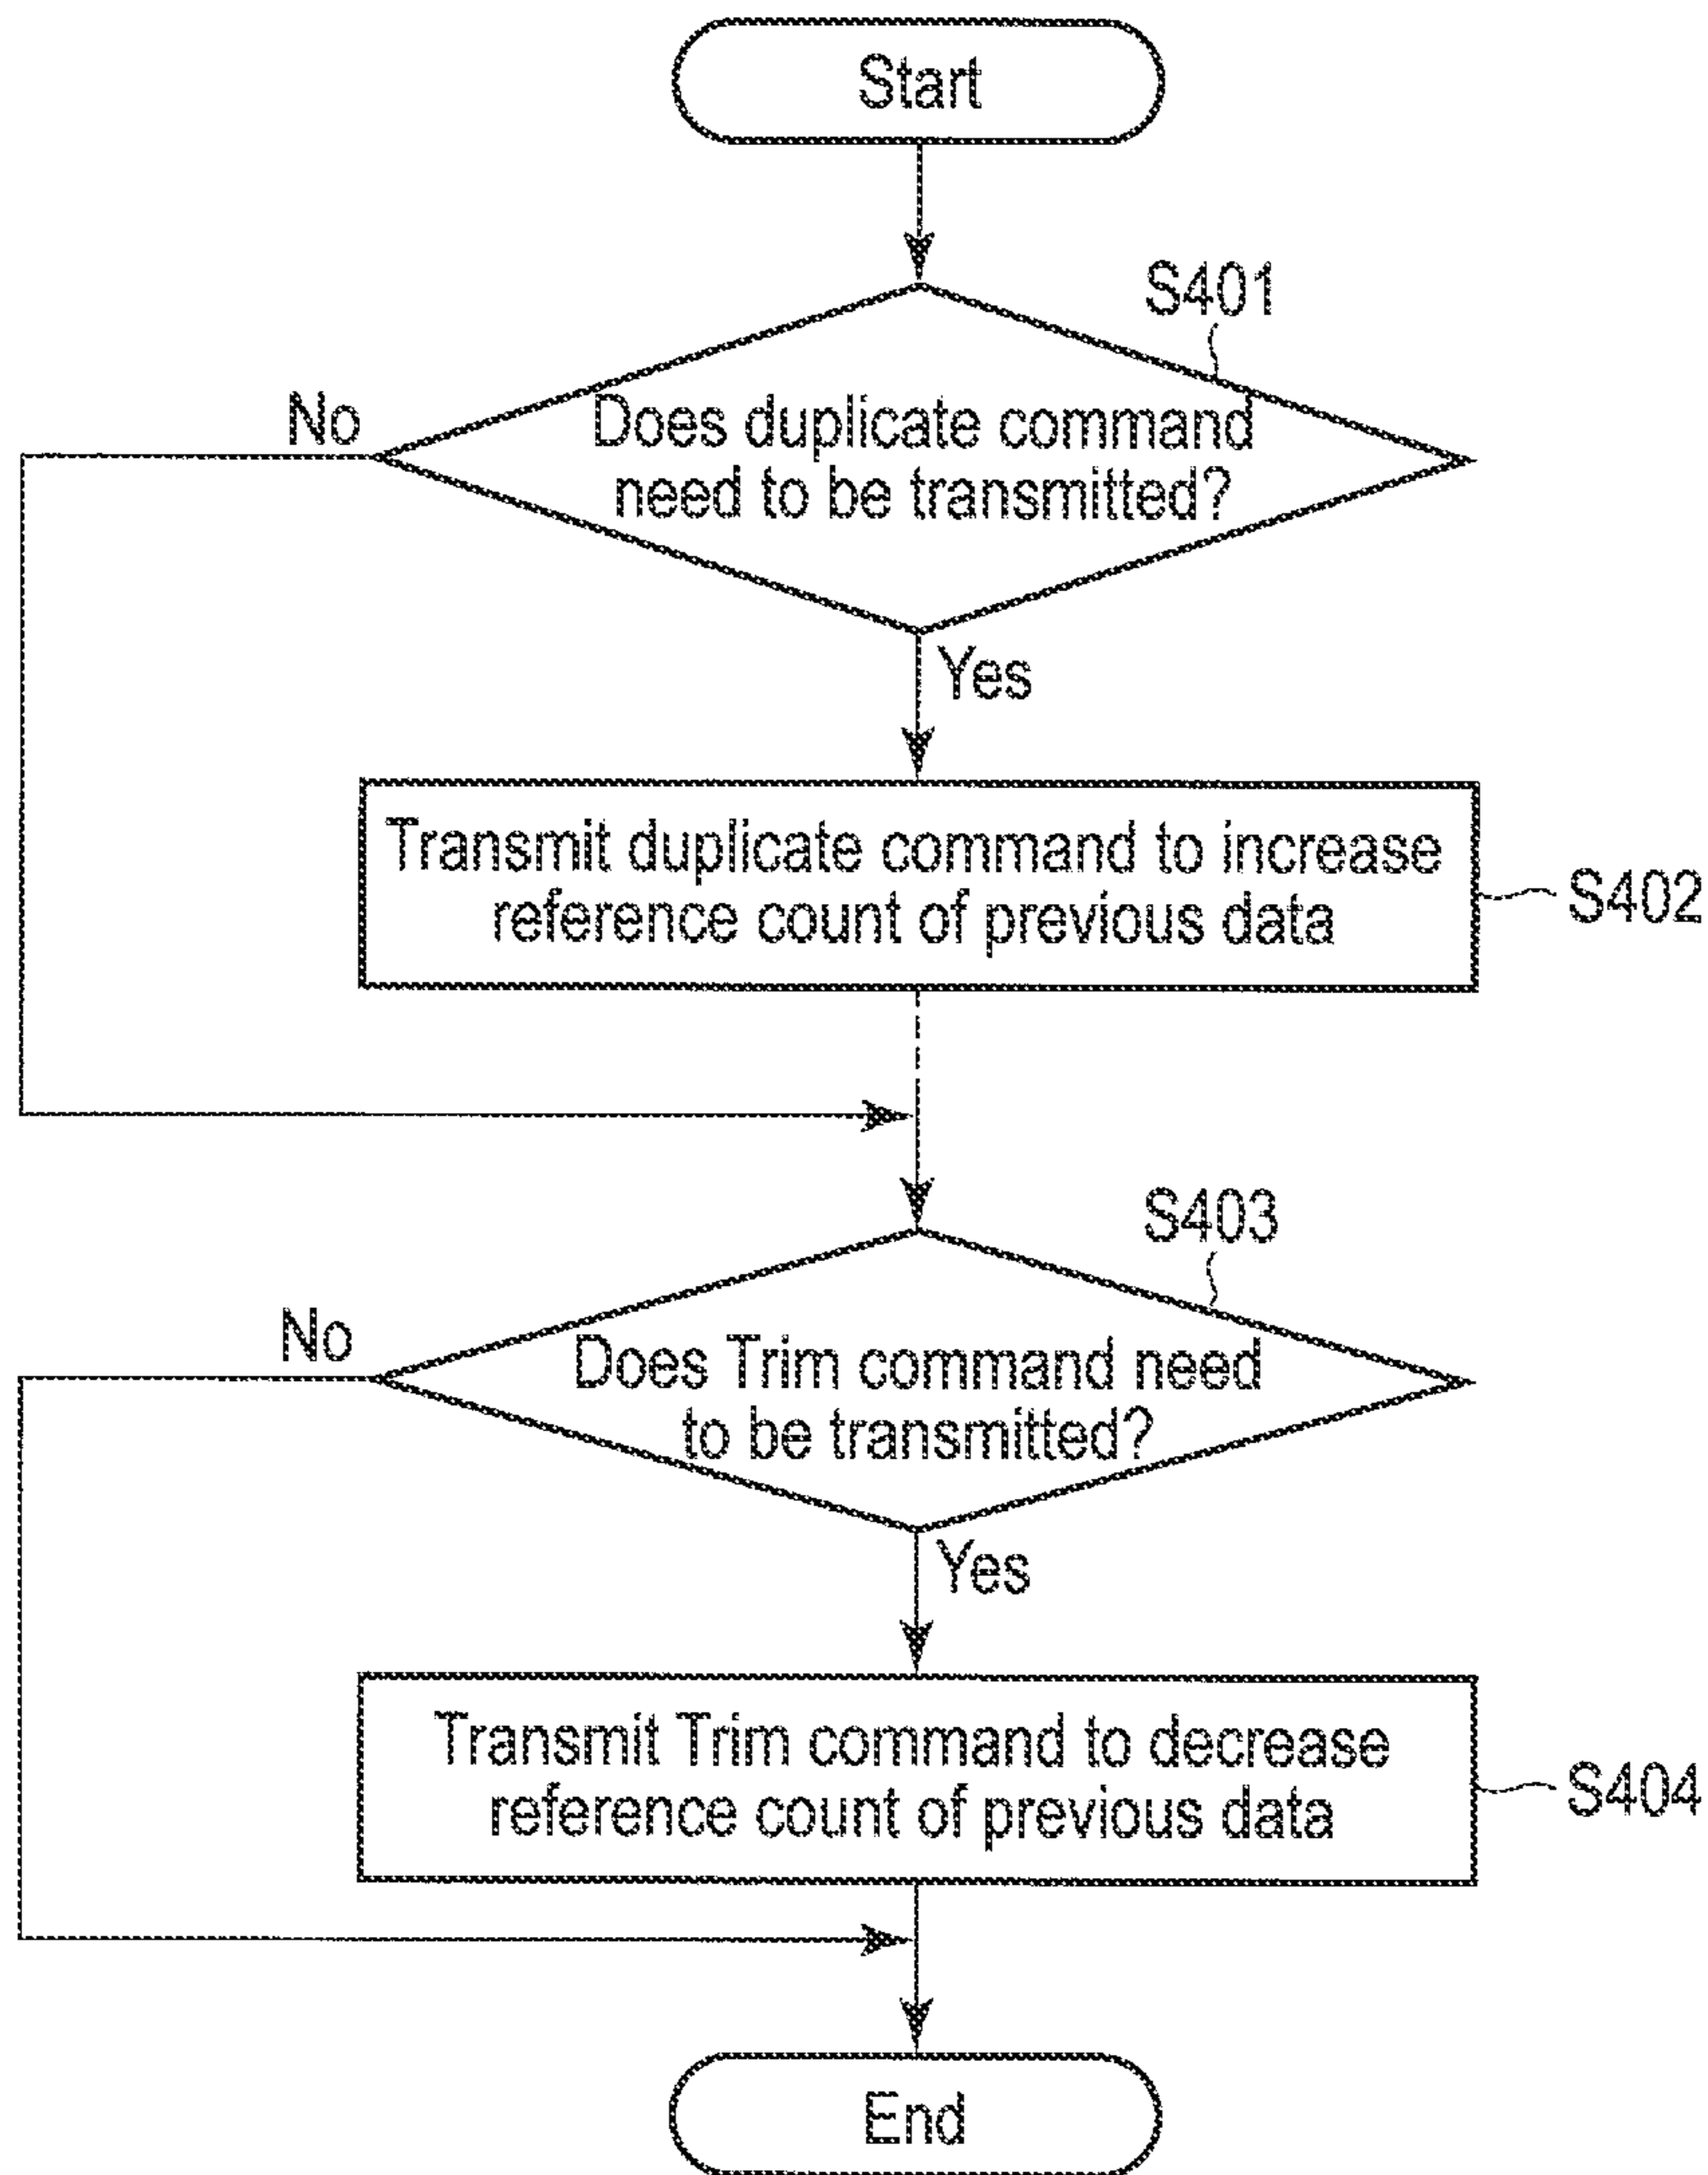 Start
S401
No
Does duplicate command
need to be transmitted?
Yes
Transmit duplicate command to increase
reference count of previous data
S402
S403
No
Does Trim command need
to be transmitted?
Yes
Transmit Trim command to decrease
reference count of previous data
S404
End